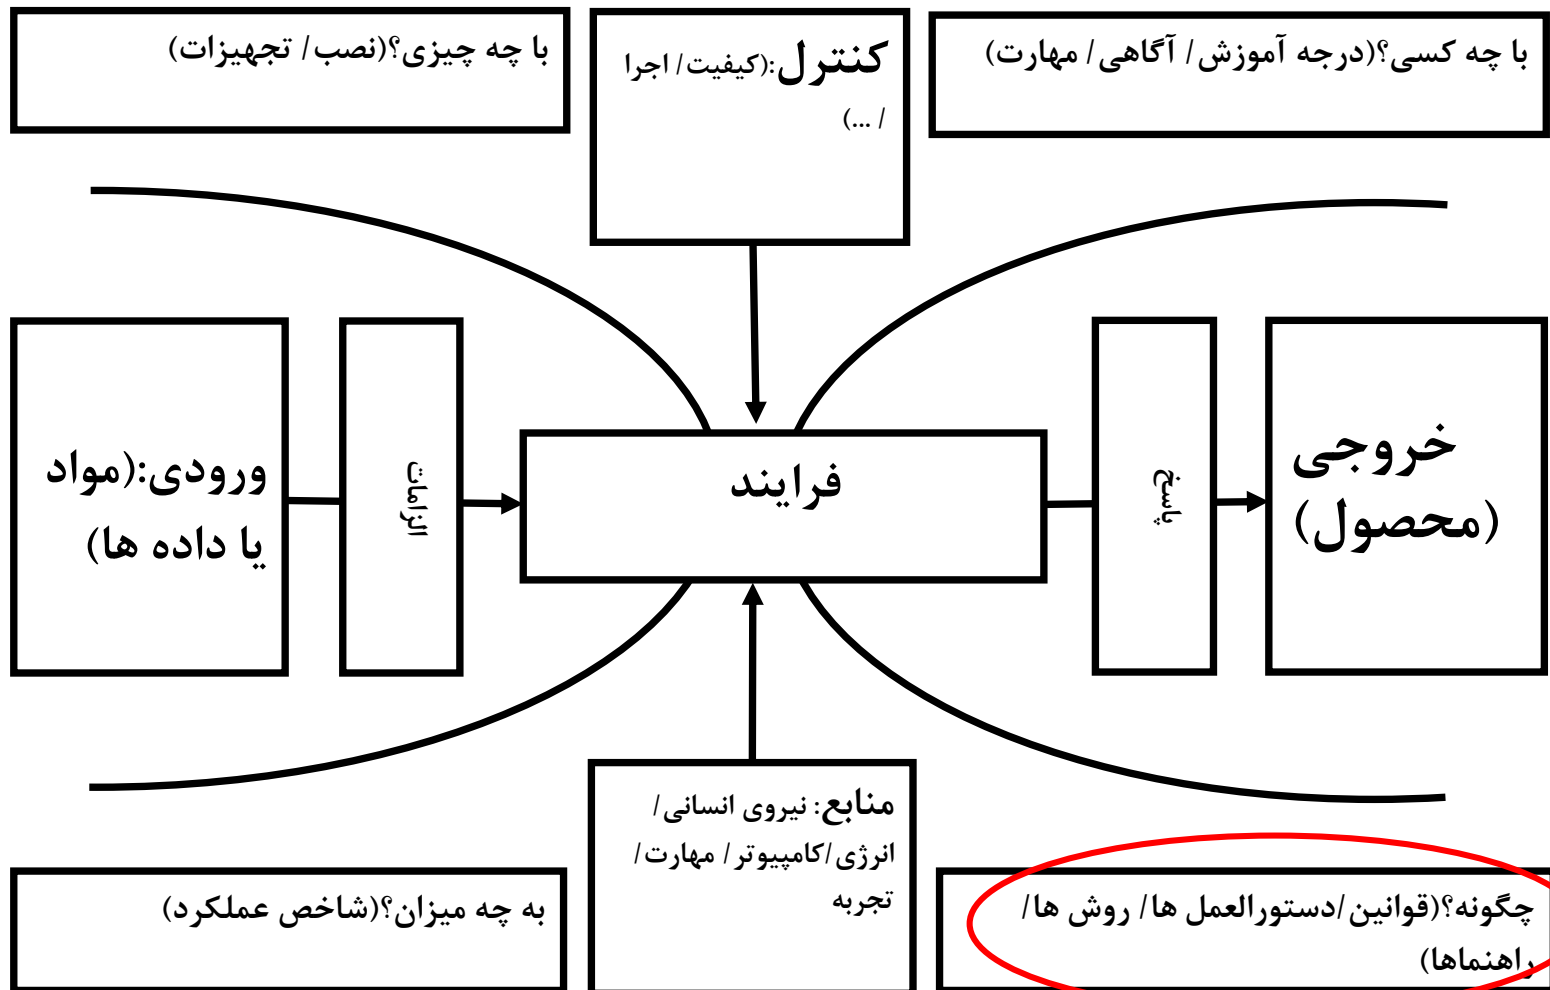 با چه کسی؟(درجه آموزش/ آگاهی/ مهارت)
کنترل:(کیفیت/ اجرا
/ ...)
با چه چیزی؟(نصب/ تجهیزات)
خروجی
(محصول)
پاسخ
فرایند
الزامات
ورودی:(مواد
یا داده ها)
چگونه؟(قوانین/دستورالعمل ها/ روش ها/
راهنماها)
منابع: نیروی انسانی/
انرژی/کامپیوتر/ مهارت/
تجربه
به چه میزان؟(شاخص عملکرد)